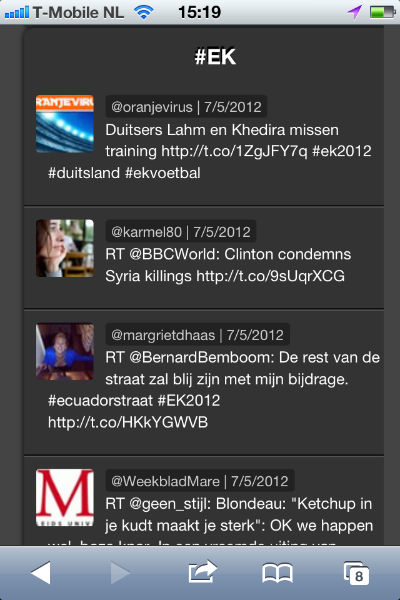 T-Mobile NL 15:19
#EK
RANJEVIRU
@oranjevirus | 7/5/2012
Duitsers Lahm en Khedira missen
training http://t.co/1ZgJFY7q #ek2012
#duitsland #ekvoetbal
@karmel80 | 7/5/2012
RT @BBCWorld: Clinton condemns
Syria killings http://t.co/9sUqrXCG
@margrietdhaas | 7/5/2012
RT @BernardBemboom: De rest van de
straat zal blij zijn met mijn bijdrage.
#ecuadorstraat #EK2012
http://t.co/HKkYGWVB
M
EIDS UNIV
@WeekbladMare | 7/5/2012
RT @geen_stijl: Blondeau: "Ketchup in
je kudt maakt je sterk": OK we happen
8